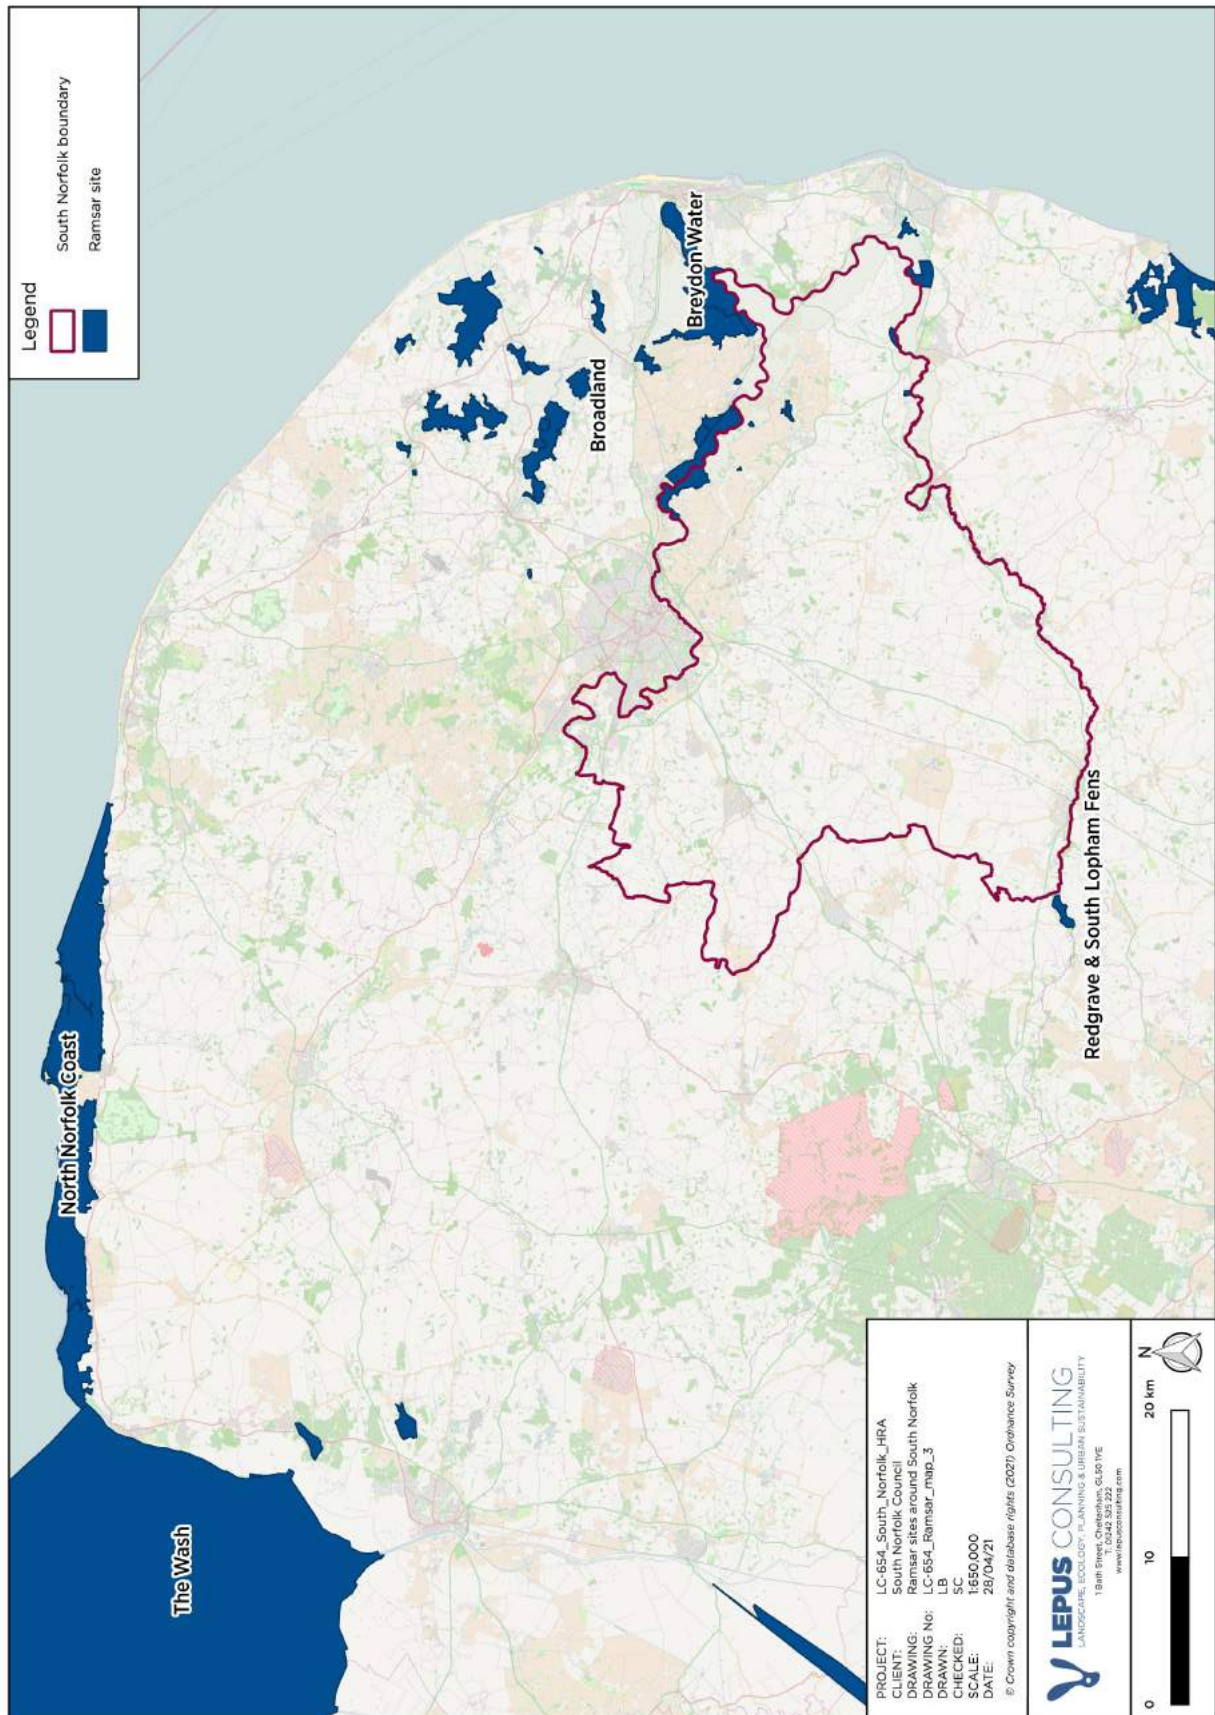 Legend
South Norfolk boundary
Ramsar site
The Wash
North Norfolk Coast
Broadland
Breydon Water
Redgrave & South Lopham Fens
PROJECT: LC-654_South_Norfolk_HRA
CLIENT: South Norfolk Council
DRAWING: Ramsar sites around South Norfolk
DRAWING No: LC-654_Ramsar_map_3
DRAWN: LB
CHECKED: SC
SCALE: 1:650,000
DATE: 28/04/21
© Crown copyright and database rights (2021) Ordnance Survey
LEPUS CONSULTING
LANDSCAPE, ECOLOGY, PLANNING & URBAN SUSTAINABILITY
1 Bath Street, Cheltenham, GL50 1YE
T: 01242 525 222
www.lepusconsulting.com
0 10 20 km
N